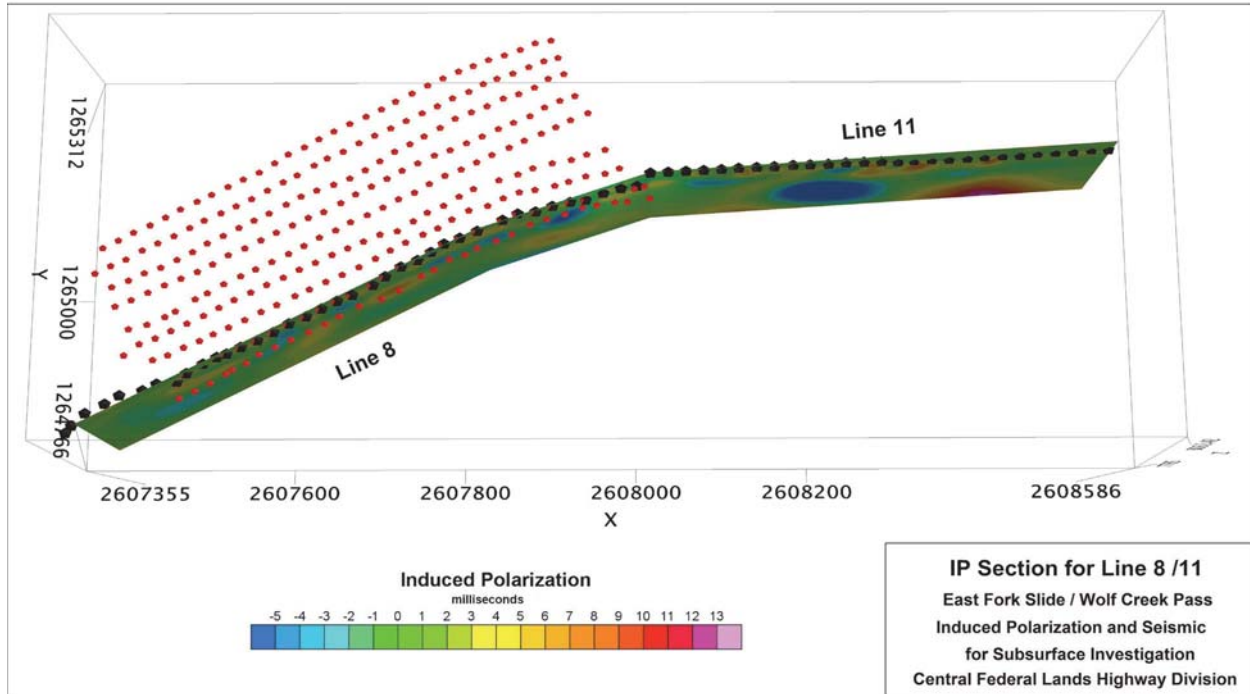 1265312
Line 11
Y
1265000
Line 8
1264766
2607355 2607600 2607800 2608000 2608200 2608586
X
Induced Polarization
milliseconds
-5 -4 -3 -2 -1 0 1 2 3 4 5 6 7 8 9 10 11 12 13
IP Section for Line 8 /11
East Fork Slide / Wolf Creek Pass
Induced Polarization and Seismic
for Subsurface Investigation
Central Federal Lands Highway Division